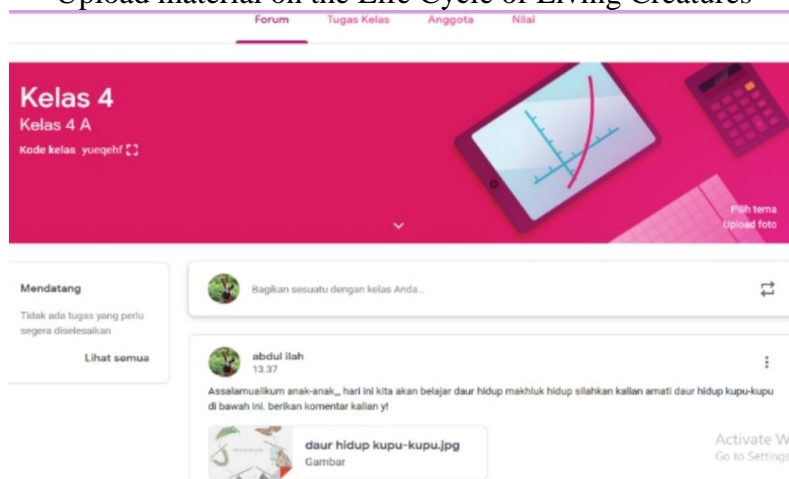 Upload material on the Life Cycle of Living Creatures
Forum Tugas Kelas Anggota Nilai
Kelas 4
Kelas 4 A
Kode kelas yueqehf
Pilih tema
Upload foto
Mendatang
Tidak ada tugas yang perlu
segera diselesaikan
Lihat semua
Bagikan sesuatu dengan kelas Anda...
abdul ilah
13.37
Assalamualikum anak-anak,,, hari ini kita akan belajar daur hidup makhluk hidup silahkan kalian amati daur hidup kupu-kupu
di bawah ini. berikan komentar kalian y!
daur hidup kupu-kupu.jpg
Gambar
Activate W
Go to Settings